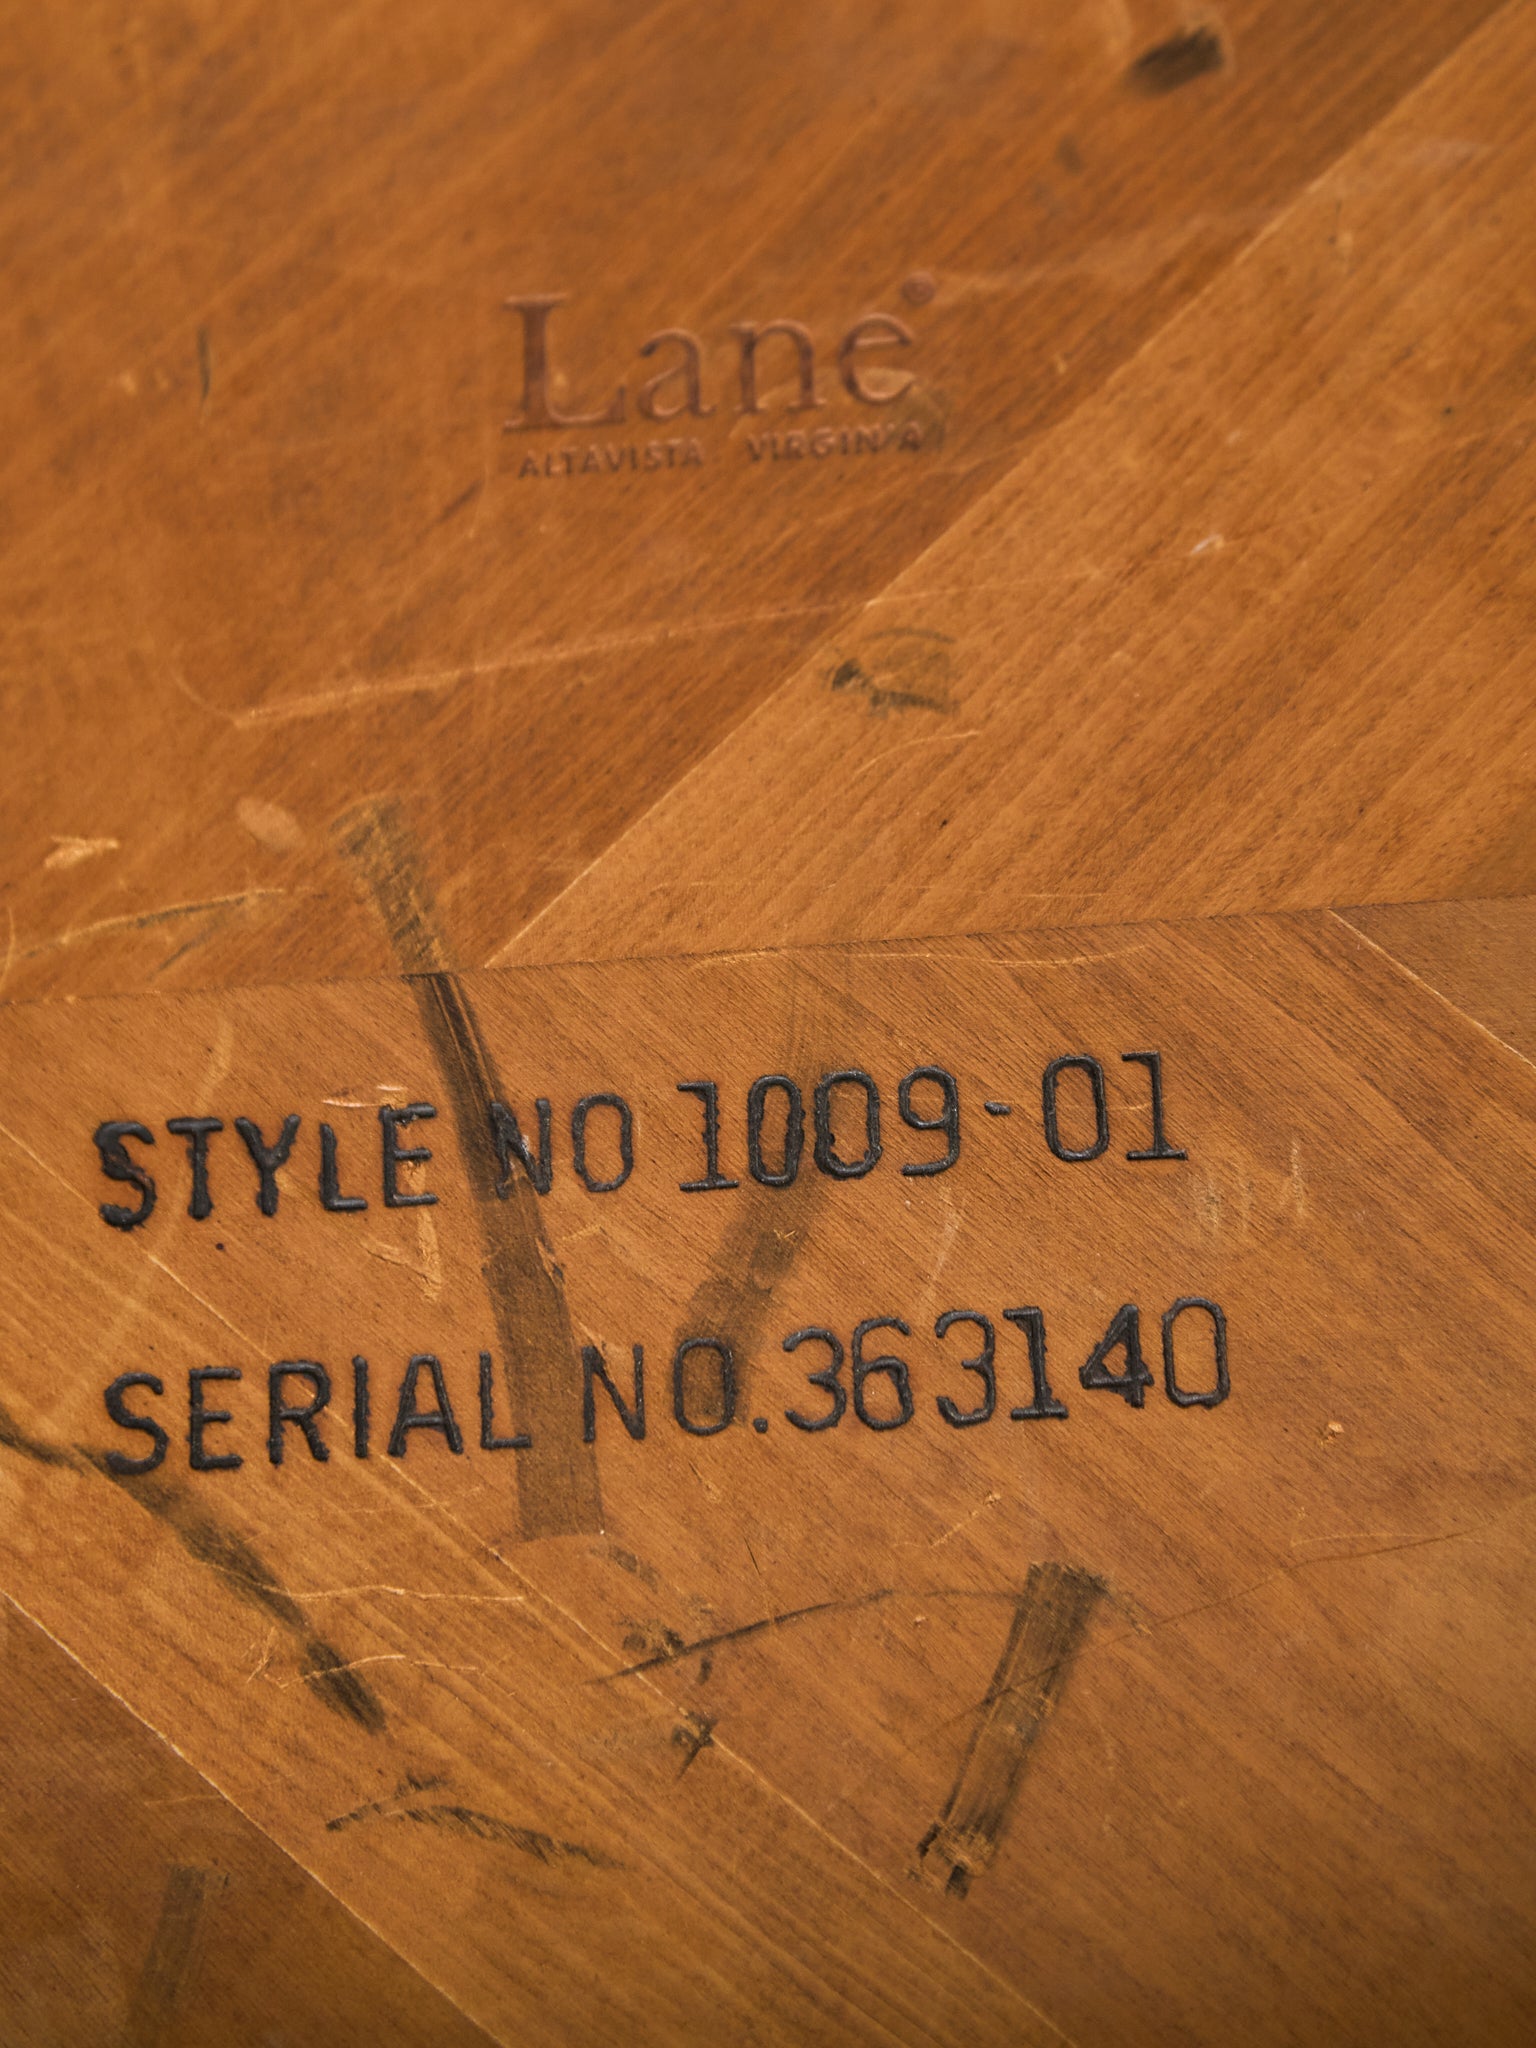 Lane®
ALTAVISTA VIRGINIA
STYLE NO 1009-01
SERIAL NO.363140